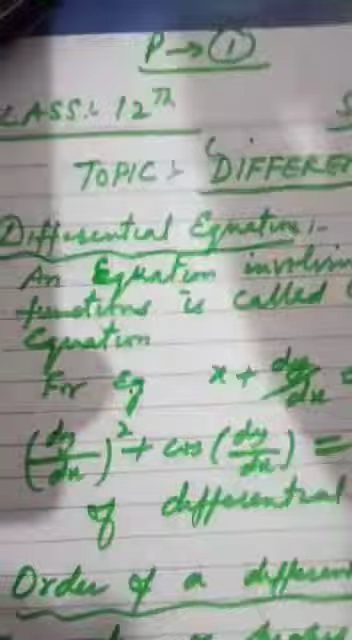 P → ①
CLASS:- 12th
TOPIC :- DIFFEREN
Differential Equation:-
An Equation involvin
functions is called
Equation
For eg x + dy/dx =
(dy/dx)² + cos (dy/dx) =
of differential
Order of a different